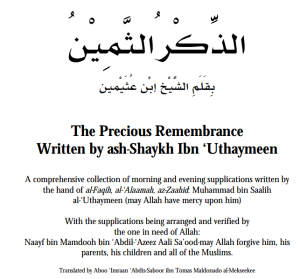 الذِّكْرُ الثَّمِيْنُ
بِقَلَمِ الشَّيْخِ ابْنِ عُثَيْمِين
The Precious Remembrance
Written by ash-Shaykh Ibn ‘Uthaymeen
A comprehensive collection of morning and evening supplications written by
the hand of al-Faqih, al-‘Alaamah, az-Zaahid: Muhammad bin Saalih
al-‘Uthaymeen (may Allah have mercy upon him)
With the supplications being arranged and verified by
the one in need of Allah:
Naayf bin Mamdooh bin ‘Abdil-‘Azeez Aali Sa‘ood-may Allah forgive him, his
parents, his children and all of the Muslims.
Translated by Aboo ‘Imraan ‘Abdis-Saboor ibn Tomas Maldonado al-Mekseekee